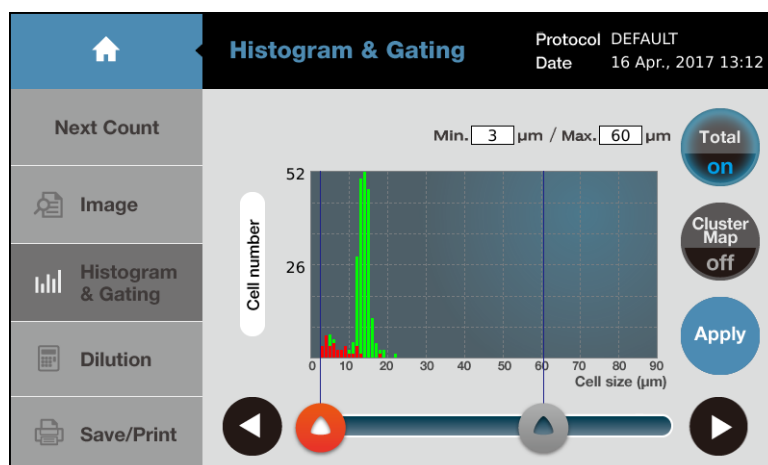 Histogram & Gating
Protocol DEFAULT
Date 16 Apr., 2017 13:12
Next Count
Image
Histogram
& Gating
Dilution
Save/Print
Min. 3 µm / Max. 60 µm
Total
on
Cluster
Map
off
Apply
Cell number
52
26
0 10 20 30 40 50 60 70 80 90
Cell size (µm)